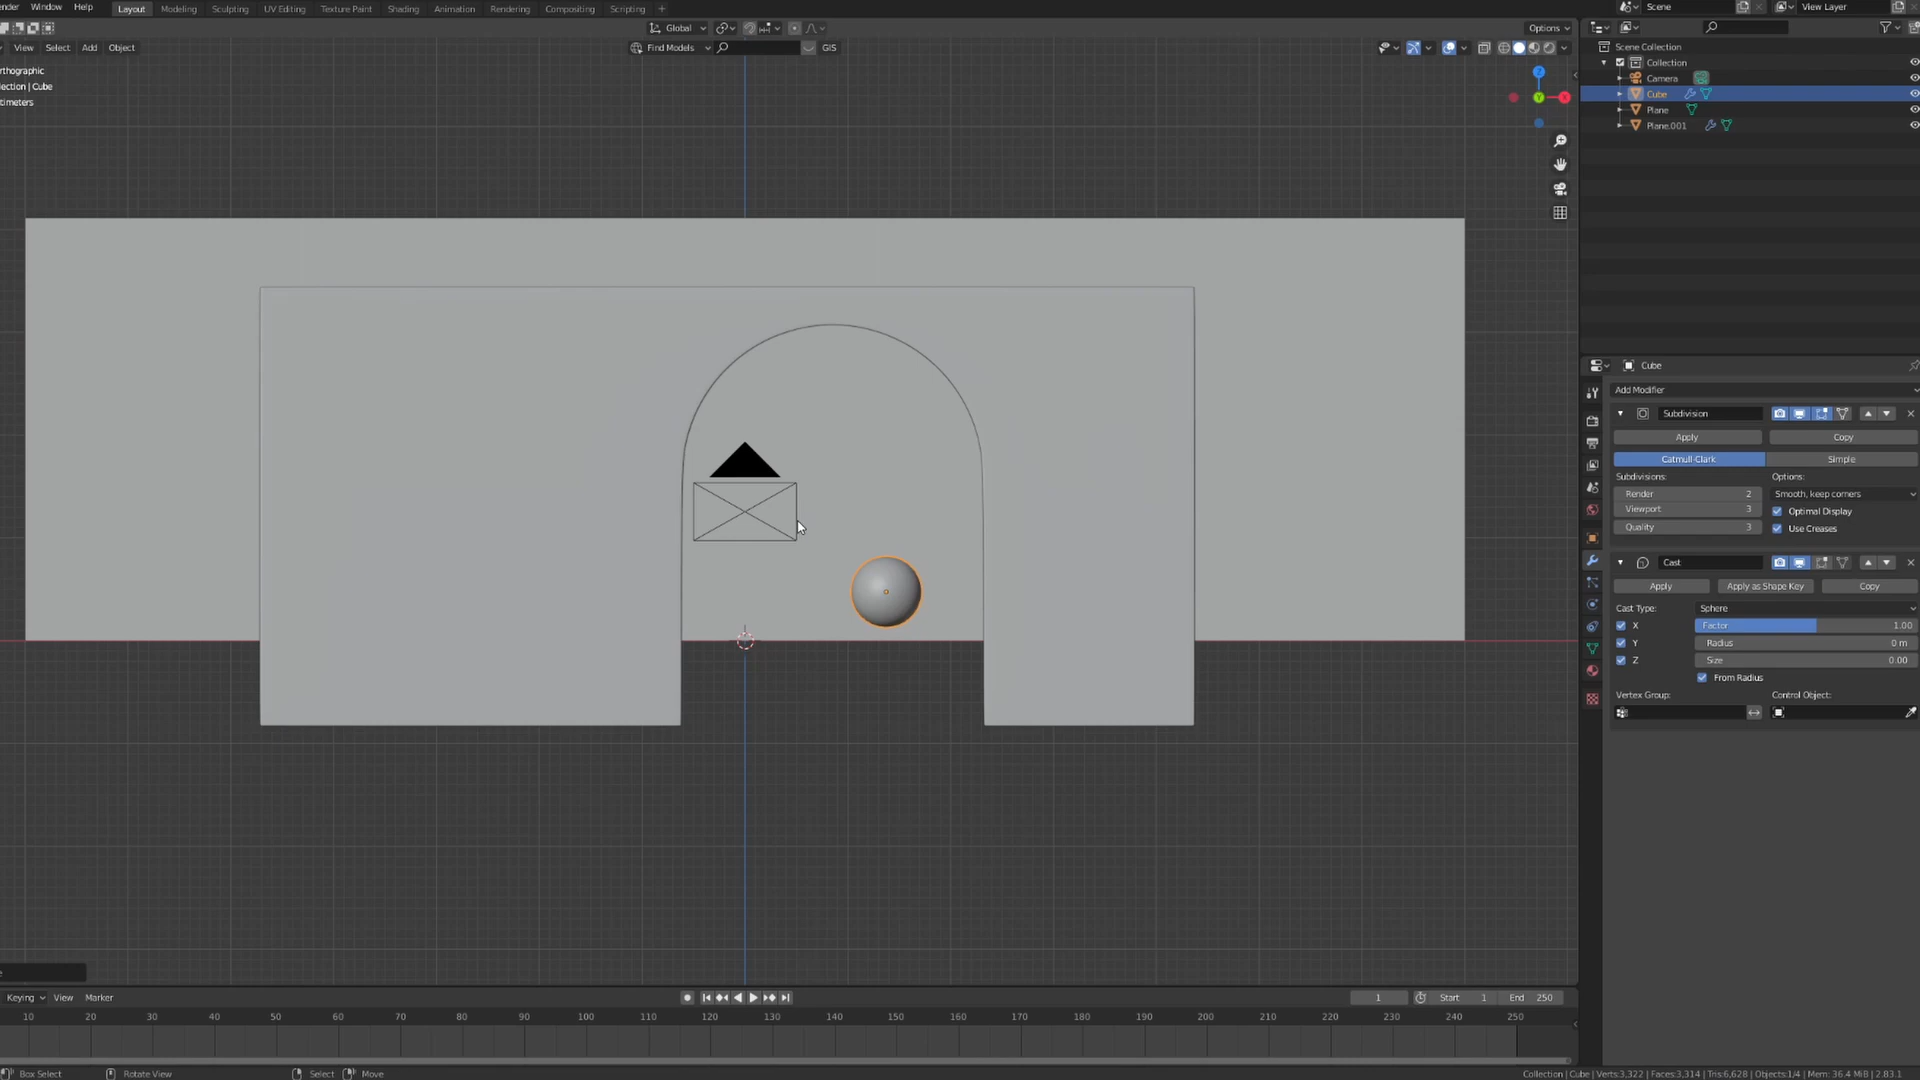 ender Window Help Layout Modeling Sculpting UV Editing Texture Paint Shading Animation Rendering Compositing Scripting + Scene View Layer
Global Options
View Select Add Object Find Models GIS
rthographic
ection | Cube
timeters
Scene Collection
Collection
Camera
Cube
Plane
Plane.001
Cube
Add Modifier
Subdivision
Apply Copy
Catmull-Clark Simple
Subdivisions: Options:
Render 2 Smooth, keep corners
Viewport 3 Optimal Display
Quality 3 Use Creases
Cast
Apply Apply as Shape Key Copy
Cast Type: Sphere
X Factor 1.00
Y Radius 0 m
Z Size 0.00
From Radius
Vertex Group: Control Object:
Keying View Marker 1 Start 1 End 250
10 20 30 40 50 60 70 80 90 100 110 120 130 140 150 160 170 180 190 200 210 220 230 240 250
Box Select Rotate View Select Move Collection | Cube | Verts:3,322 | Faces:3,314 | Tris:6,628 | Objects:1/4 | Mem: 36.4 MiB | 2.83.1